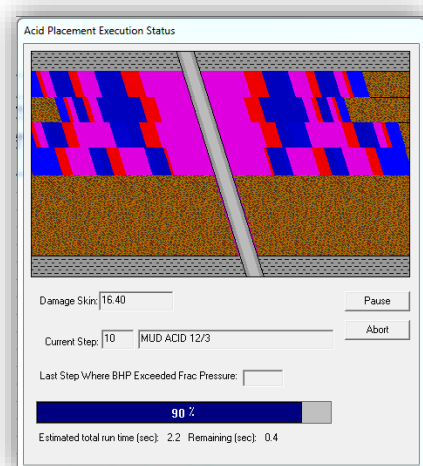 Acid Placement Execution Status
Damage Skin: 16.40
Pause
Current Step: 10 MUD ACID 12/3
Abort
Last Step Where BHP Exceeded Frac Pressure:
90 %
Estimated total run time (sec): 2.2 Remaining (sec): 0.4